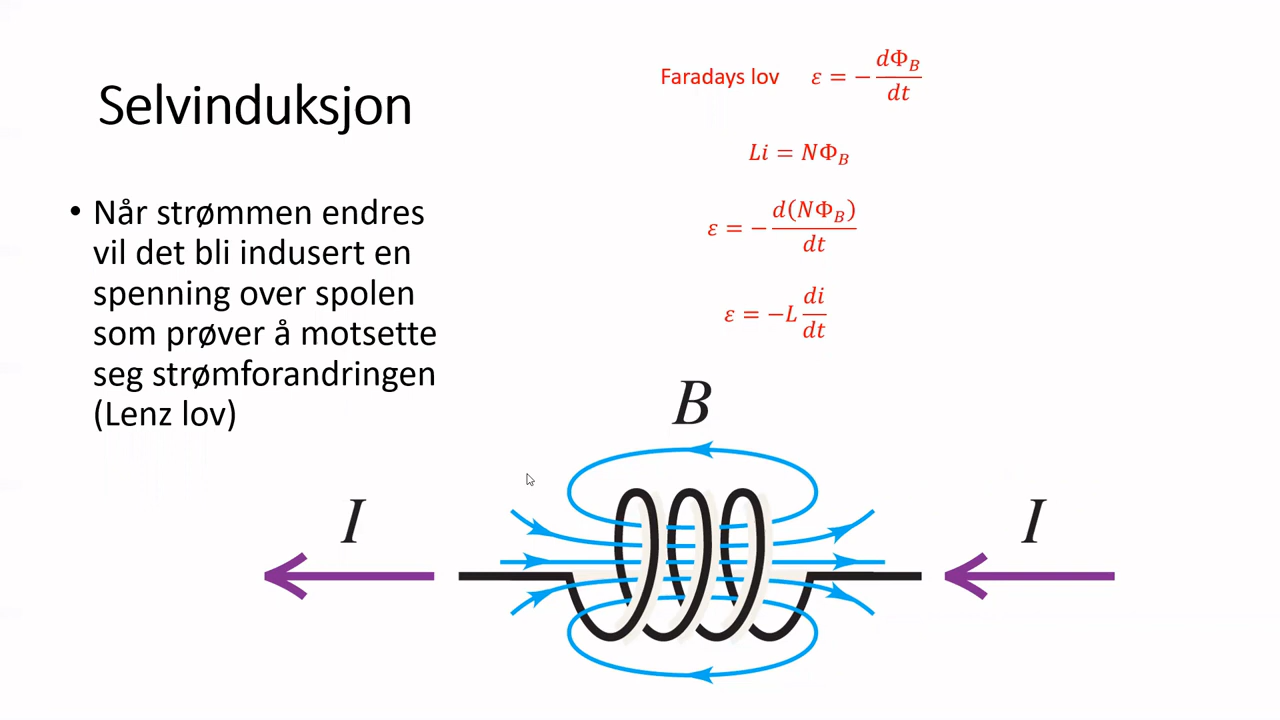 Selvinduksjon
• Når strømmen endres
vil det bli indusert en
spenning over spolen
som prøver å motsette
seg strømforandringen
(Lenz lov)
Faradays lov ε = −dΦ_B/dt
Li = NΦ_B
ε = −d(NΦ_B)/dt
ε = −L di/dt
B
I
I